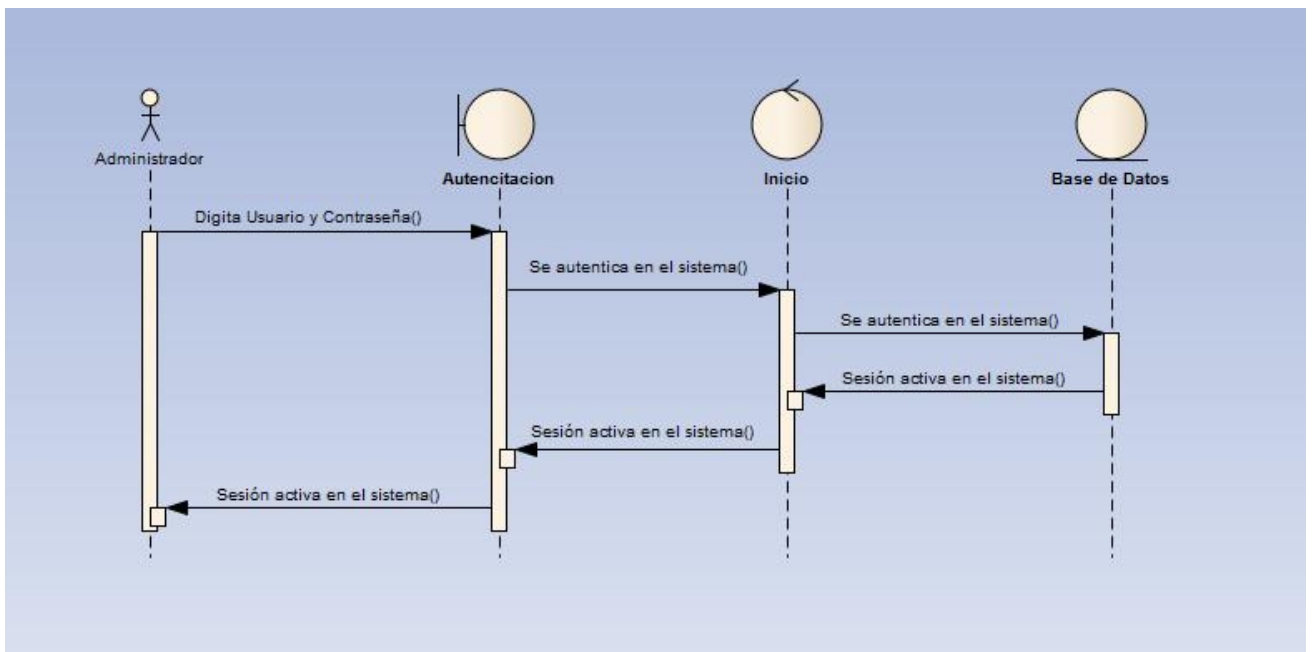 Administrador
Autencitacion
Inicio
Base de Datos
Digita Usuario y Contraseña()
Se autentica en el sistema()
Se autentica en el sistema()
Sesión activa en el sistema()
Sesión activa en el sistema()
Sesión activa en el sistema()